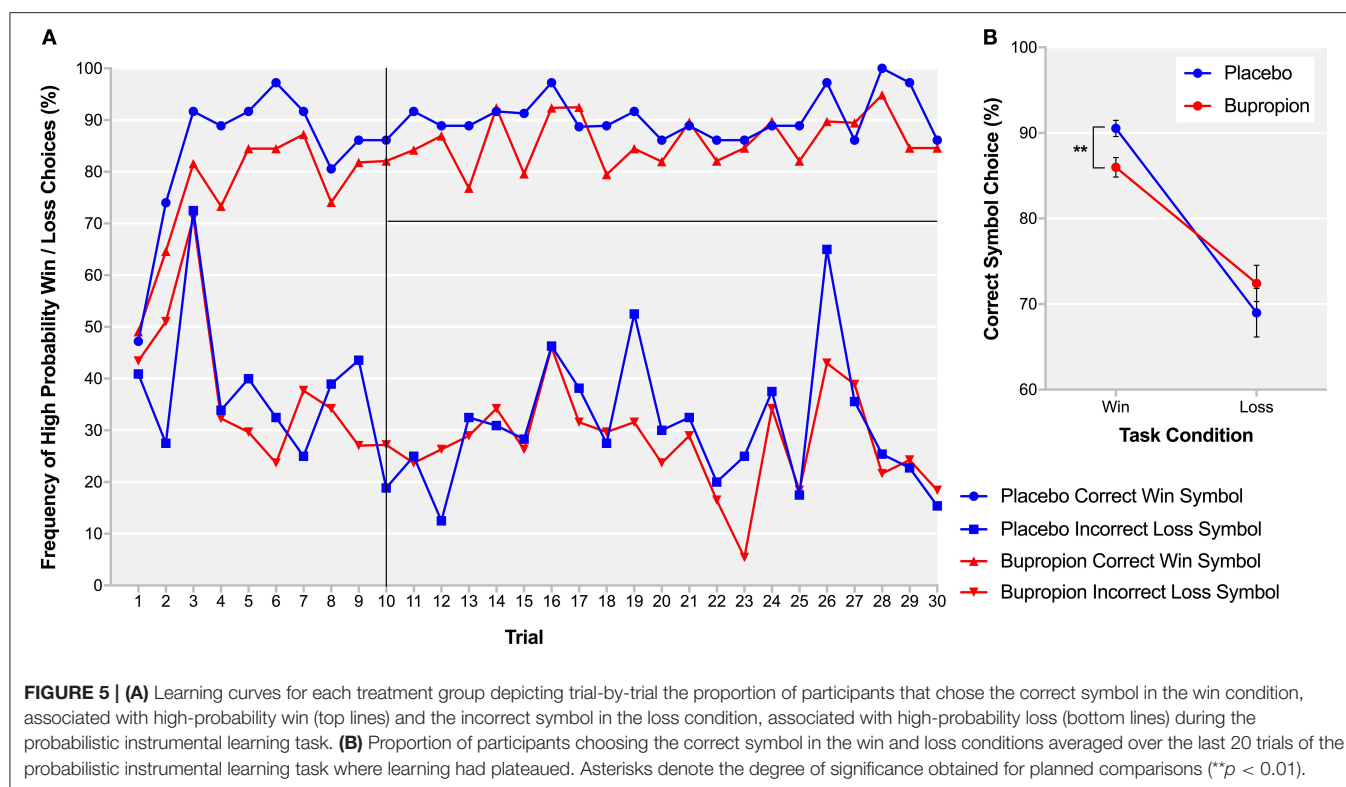 A
Frequency of High Probability Win / Loss Choices (%)
100
90
80
70
60
50
40
30
20
10
0
1 2 3 4 5 6 7 8 9 10 11 12 13 14 15 16 17 18 19 20 21 22 23 24 25 26 27 28 29 30
Trial
B
Correct Symbol Choice (%)
100
90
80
70
60
Placebo
Bupropion
**
Win Loss
Task Condition
Placebo Correct Win Symbol
Placebo Incorrect Loss Symbol
Bupropion Correct Win Symbol
Bupropion Incorrect Loss Symbol
FIGURE 5 | (A) Learning curves for each treatment group depicting trial-by-trial the proportion of participants that chose the correct symbol in the win condition,
associated with high-probability win (top lines) and the incorrect symbol in the loss condition, associated with high-probability loss (bottom lines) during the
probabilistic instrumental learning task. (B) Proportion of participants choosing the correct symbol in the win and loss conditions averaged over the last 20 trials of the
probabilistic instrumental learning task where learning had plateaued. Asterisks denote the degree of significance obtained for planned comparisons (**p < 0.01).